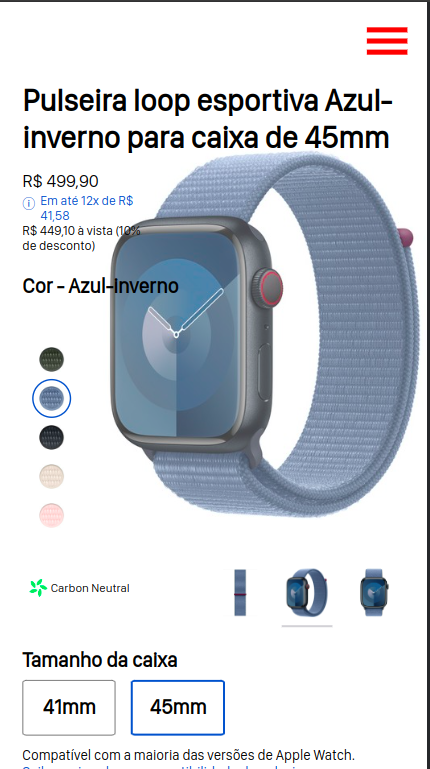 Pulseira loop esportiva Azul-
inverno para caixa de 45mm
R$ 499,90
Em até 12x de R$
41,58
R$ 449,10 à vista (10%
de desconto)
Cor - Azul-Inverno
Carbon Neutral
Tamanho da caixa
41mm
45mm
Compatível com a maioria das versões de Apple Watch.